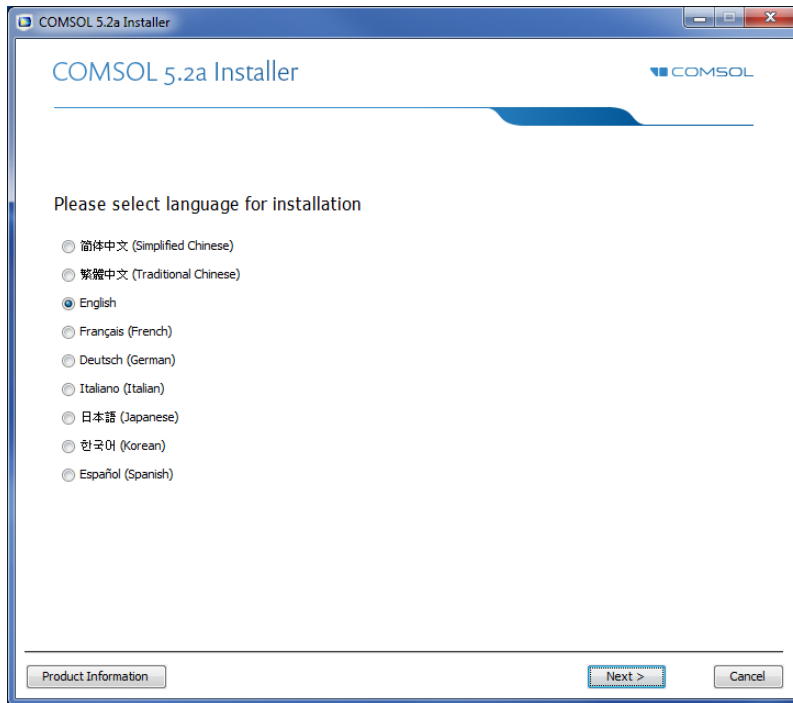 COMSOL 5.2a Installer
COMSOL 5.2a Installer
COMSOL
Please select language for installation
简体中文 (Simplified Chinese)
繁體中文 (Traditional Chinese)
English
Français (French)
Deutsch (German)
Italiano (Italian)
日本語 (Japanese)
한국어 (Korean)
Español (Spanish)
Product Information
Next >
Cancel